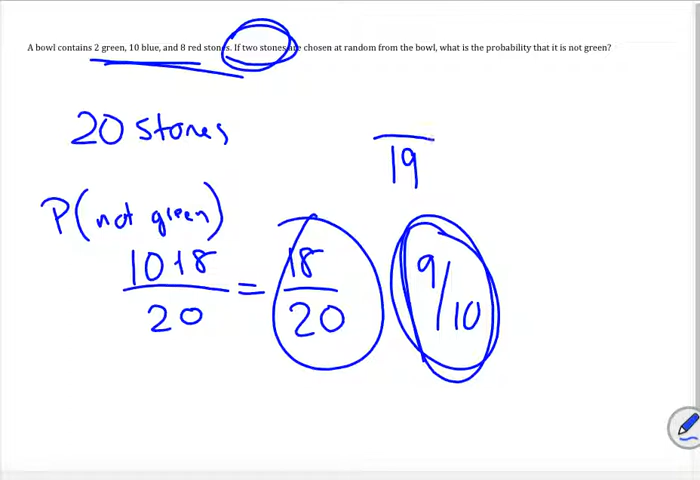 A bowl contains 2 green, 10 blue, and 8 red stones. If two stones are chosen at random from the bowl, what is the probability that it is not green?
20 stones
19
P(not green)
10+8/20 = 18/20 9/10